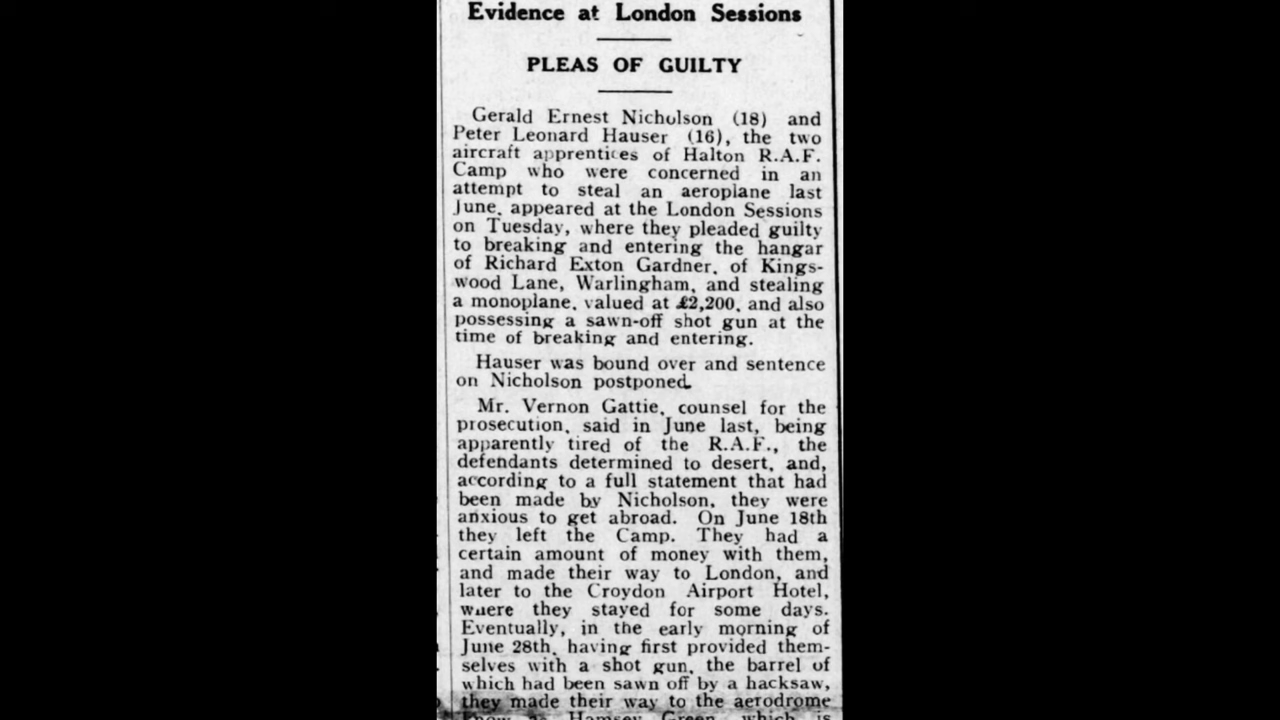 Evidence at London Sessions
PLEAS OF GUILTY
Gerald Ernest Nicholson (18) and
Peter Leonard Hauser (16), the two
aircraft apprentices of Halton R.A.F.
Camp who were concerned in an
attempt to steal an aeroplane last
June, appeared at the London Sessions
on Tuesday, where they pleaded guilty
to breaking and entering the hangar
of Richard Exton Gardner, of Kings-
wood Lane, Warlingham, and stealing
a monoplane, valued at £2,200, and also
possessing a sawn-off shot gun at the
time of breaking and entering.
Hauser was bound over and sentence
on Nicholson postponed.
Mr. Vernon Gattie, counsel for the
prosecution, said in June last, being
apparently tired of the R.A.F., the
defendants determined to desert, and,
according to a full statement that had
been made by Nicholson, they were
anxious to get abroad. On June 18th
they left the Camp. They had a
certain amount of money with them,
and made their way to London, and
later to the Croydon Airport Hotel,
where they stayed for some days.
Eventually, in the early morning of
June 28th, having first provided them-
selves with a shot gun, the barrel of
which had been sawn off by a hacksaw,
they made their way to the aerodrome
Hamsey Green, which is